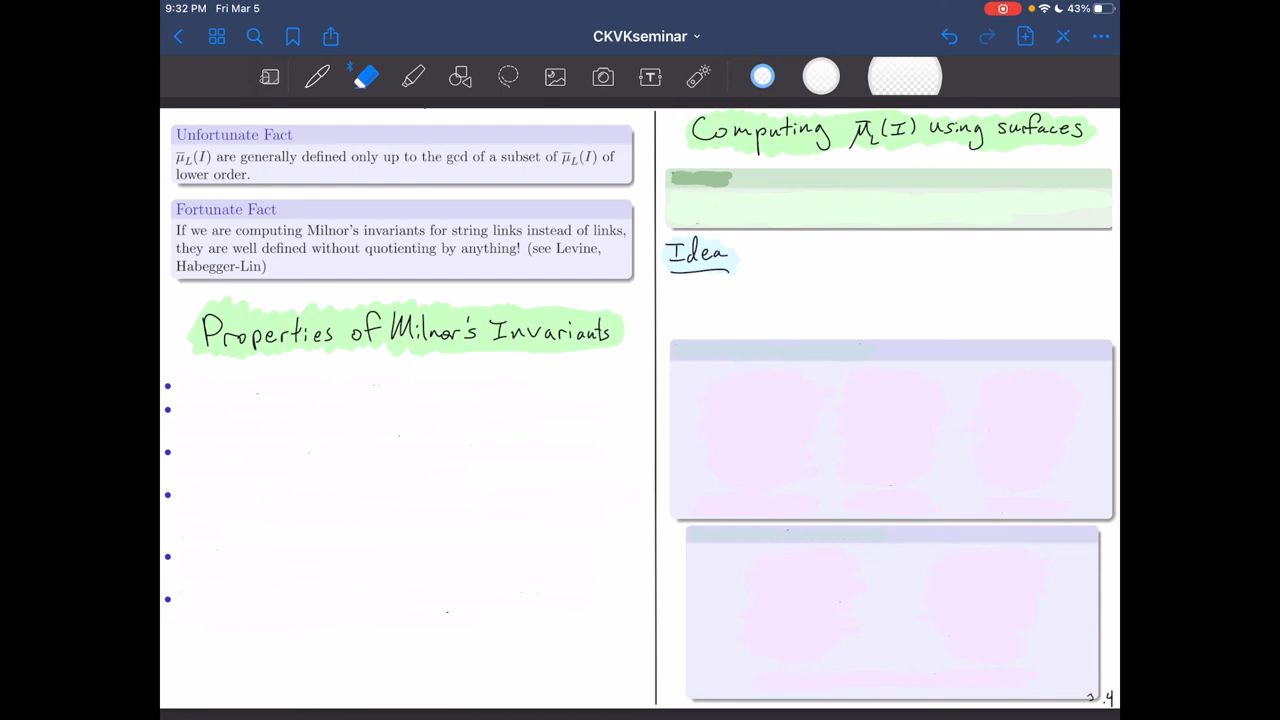 9:32 PM Fri Mar 5
43%
CKVKseminar
Unfortunate Fact
μ̅_L(I) are generally defined only up to the gcd of a subset of μ̅_L(I) of
lower order.
Fortunate Fact
If we are computing Milnor's invariants for string links instead of links,
they are well defined without quotienting by anything! (see Levine,
Habegger-Lin)
Properties of Milnor's Invariants
Computing μ̅_L(I) using surfaces
Idea